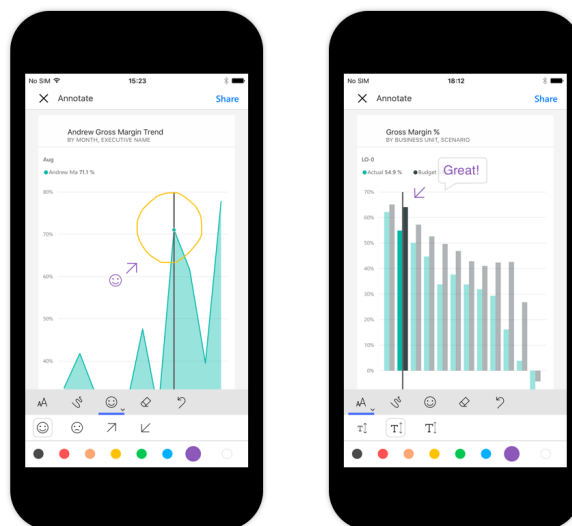 No SIM 15:23
Annotate Share
Andrew Gross Margin Trend
BY MONTH, EXECUTIVE NAME
Aug
Andrew Ma 71.1 %
80%
70%
60%
50%
40%
AA
No SIM 18:12
Annotate Share
Gross Margin %
BY BUSINESS UNIT, SCENARIO
LO-0
Actual 54.9 % Budget
Great!
70%
60%
50%
40%
30%
20%
10%
0%
AA
T T T